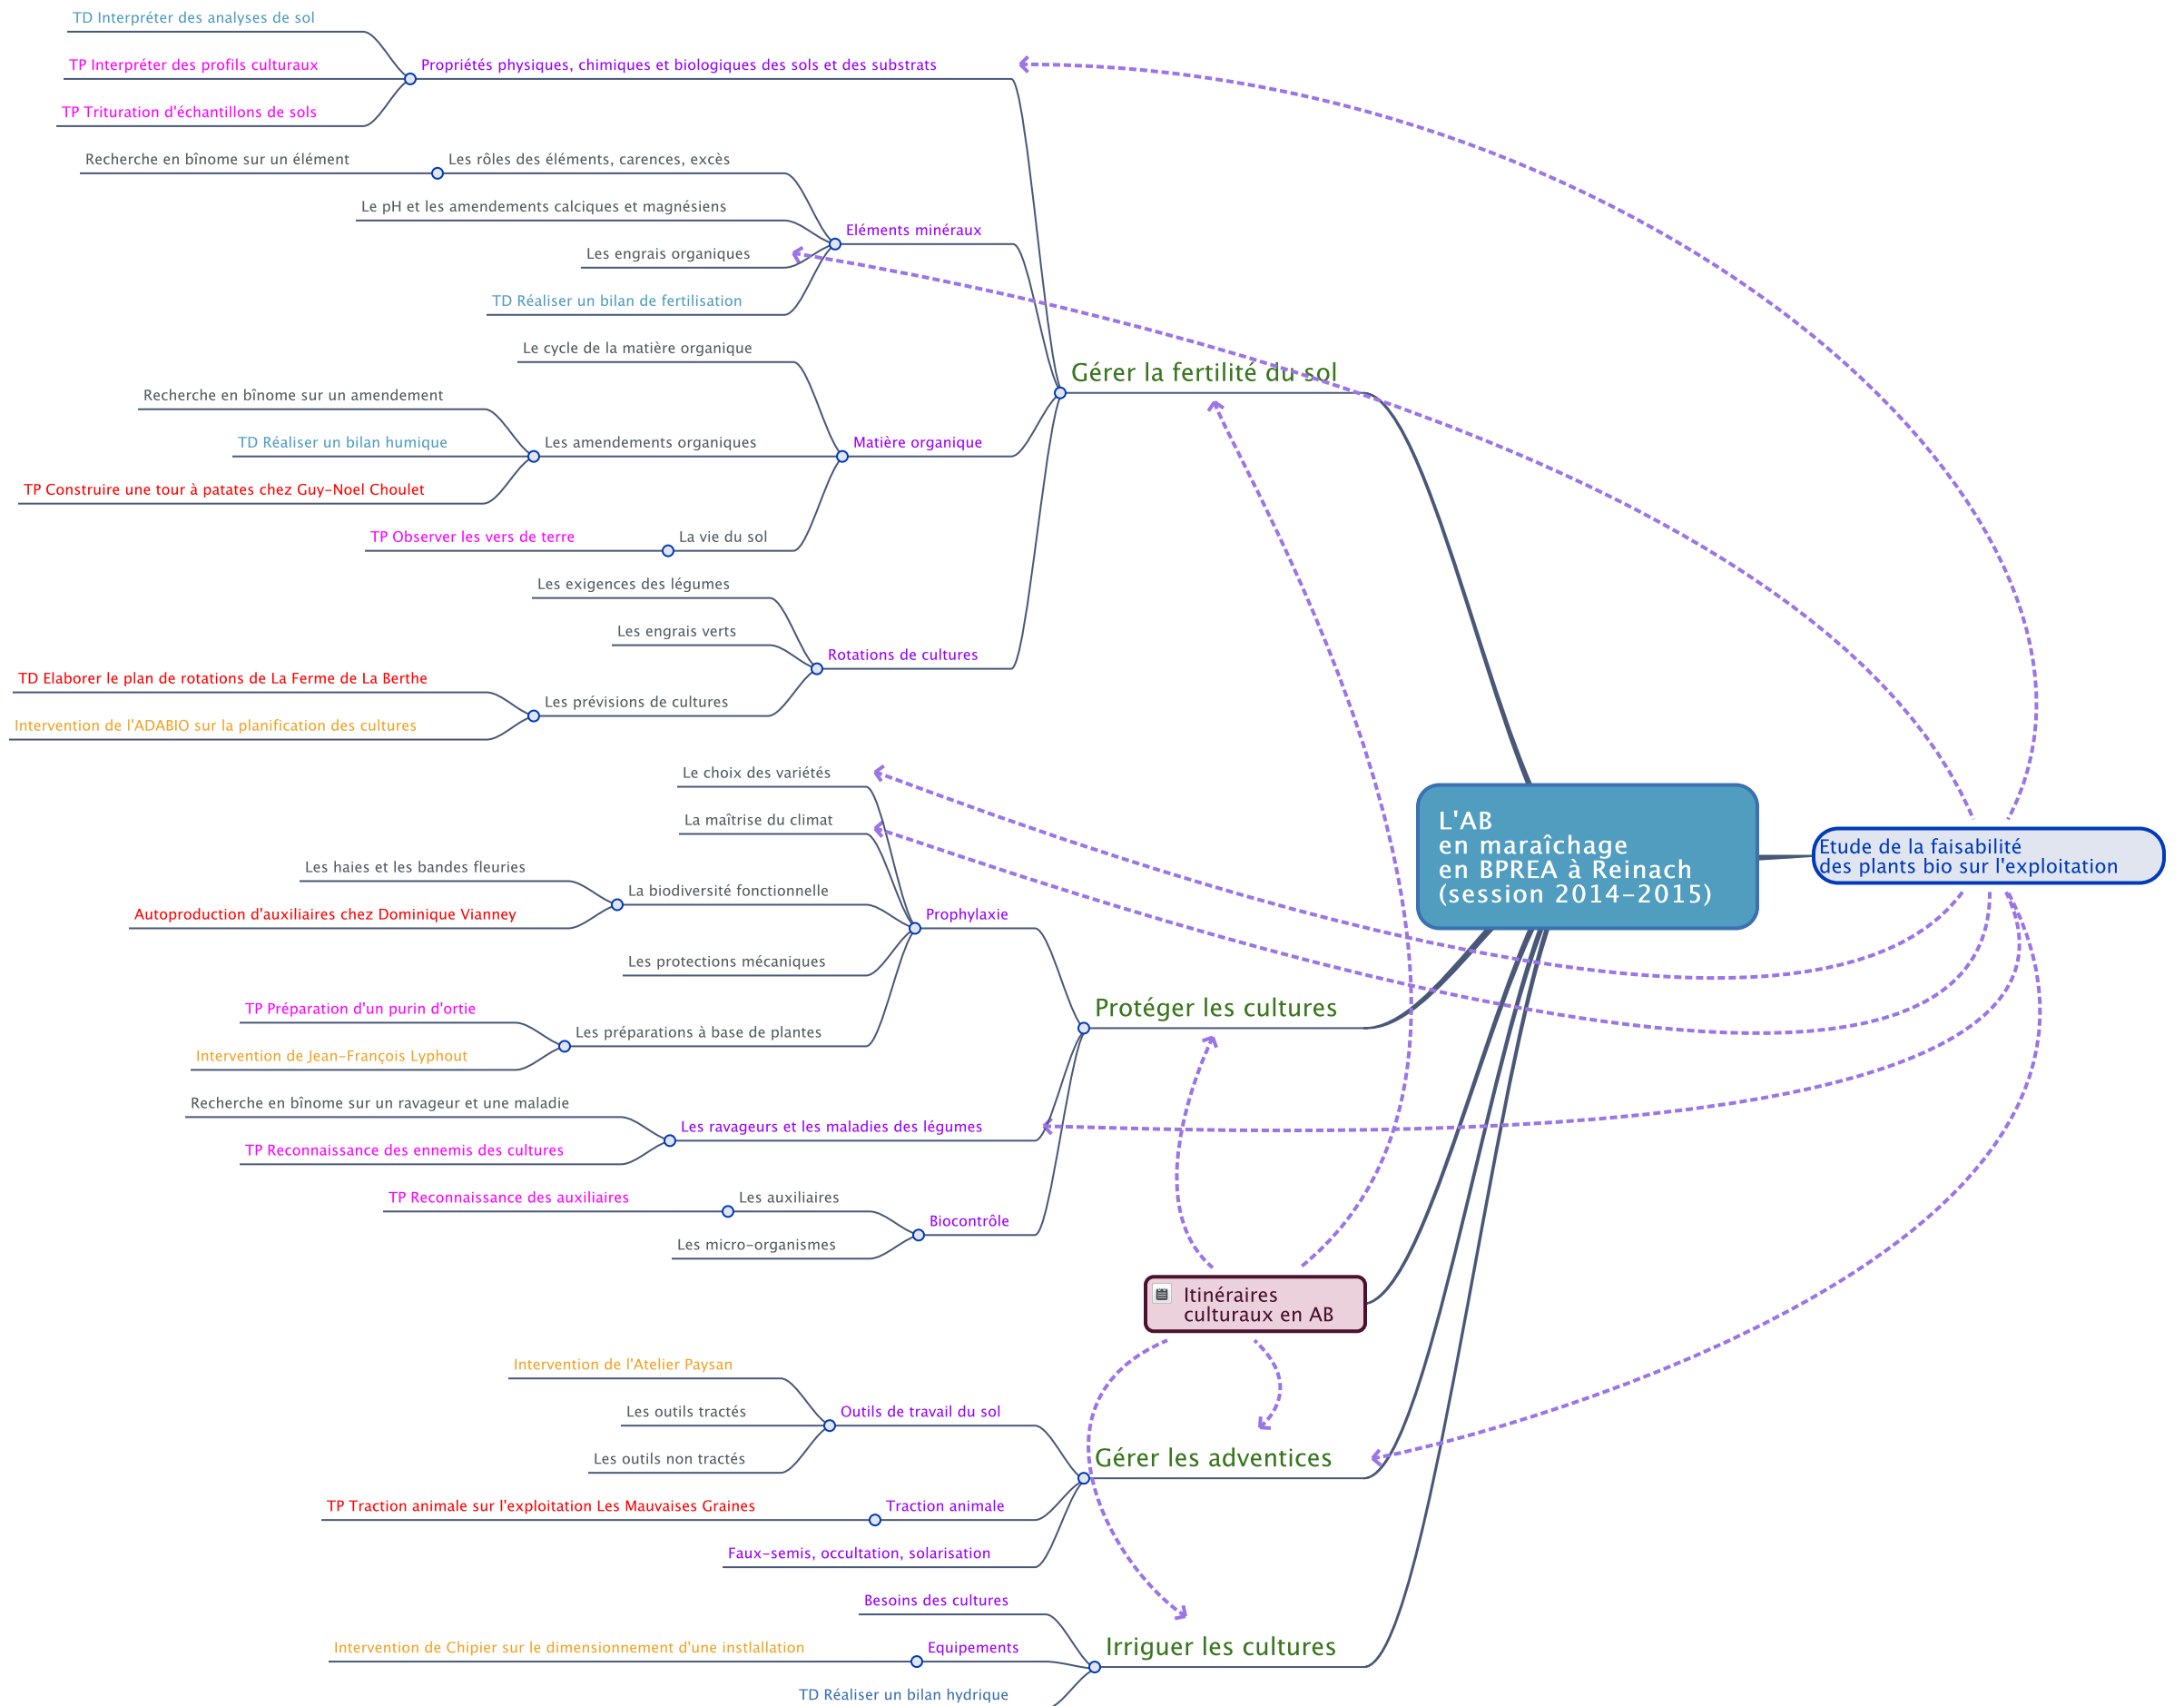 TD Interpréter des analyses de sol
TP Interpréter des profils culturaux
Propriétés physiques, chimiques et biologiques des sols et des substrats
TP Trituration d'échantillons de sols
Recherche en bînome sur un élément
Les rôles des éléments, carences, excès
Le pH et les amendements calciques et magnésiens
Eléments minéraux
Les engrais organiques
TD Réaliser un bilan de fertilisation
Gérer la fertilité du sol
Le cycle de la matière organique
Recherche en bînome sur un amendement
TD Réaliser un bilan humique
Les amendements organiques
Matière organique
TP Construire une tour à patates chez Guy-Noel Choulet
TP Observer les vers de terre
La vie du sol
Les exigences des légumes
Les engrais verts
Rotations de cultures
TD Elaborer le plan de rotations de La Ferme de La Berthe
Les prévisions de cultures
Intervention de l'ADABIO sur la planification des cultures
L'AB
en maraîchage
en BPREA à Reinach
(session 2014-2015)
Etude de la faisabilité
des plants bio sur l'exploitation
Le choix des variétés
La maîtrise du climat
Les haies et les bandes fleuries
La biodiversité fonctionnelle
Autoproduction d'auxiliaires chez Dominique Vianney
Prophylaxie
Les protections mécaniques
TP Préparation d'un purin d'ortie
Les préparations à base de plantes
Intervention de Jean-François Lyphout
Protéger les cultures
Recherche en bînome sur un ravageur et une maladie
Les ravageurs et les maladies des légumes
TP Reconnaissance des ennemis des cultures
TP Reconnaissance des auxiliaires
Les auxiliaires
Biocontrôle
Les micro-organismes
Itinéraires
culturaux en AB
Intervention de l'Atelier Paysan
Les outils tractés
Outils de travail du sol
Les outils non tractés
Gérer les adventices
TP Traction animale sur l'exploitation Les Mauvaises Graines
Traction animale
Faux-semis, occultation, solarisation
Besoins des cultures
Intervention de Chipier sur le dimensionnement d'une instlallation
Equipements
Irriguer les cultures
TD Réaliser un bilan hydrique